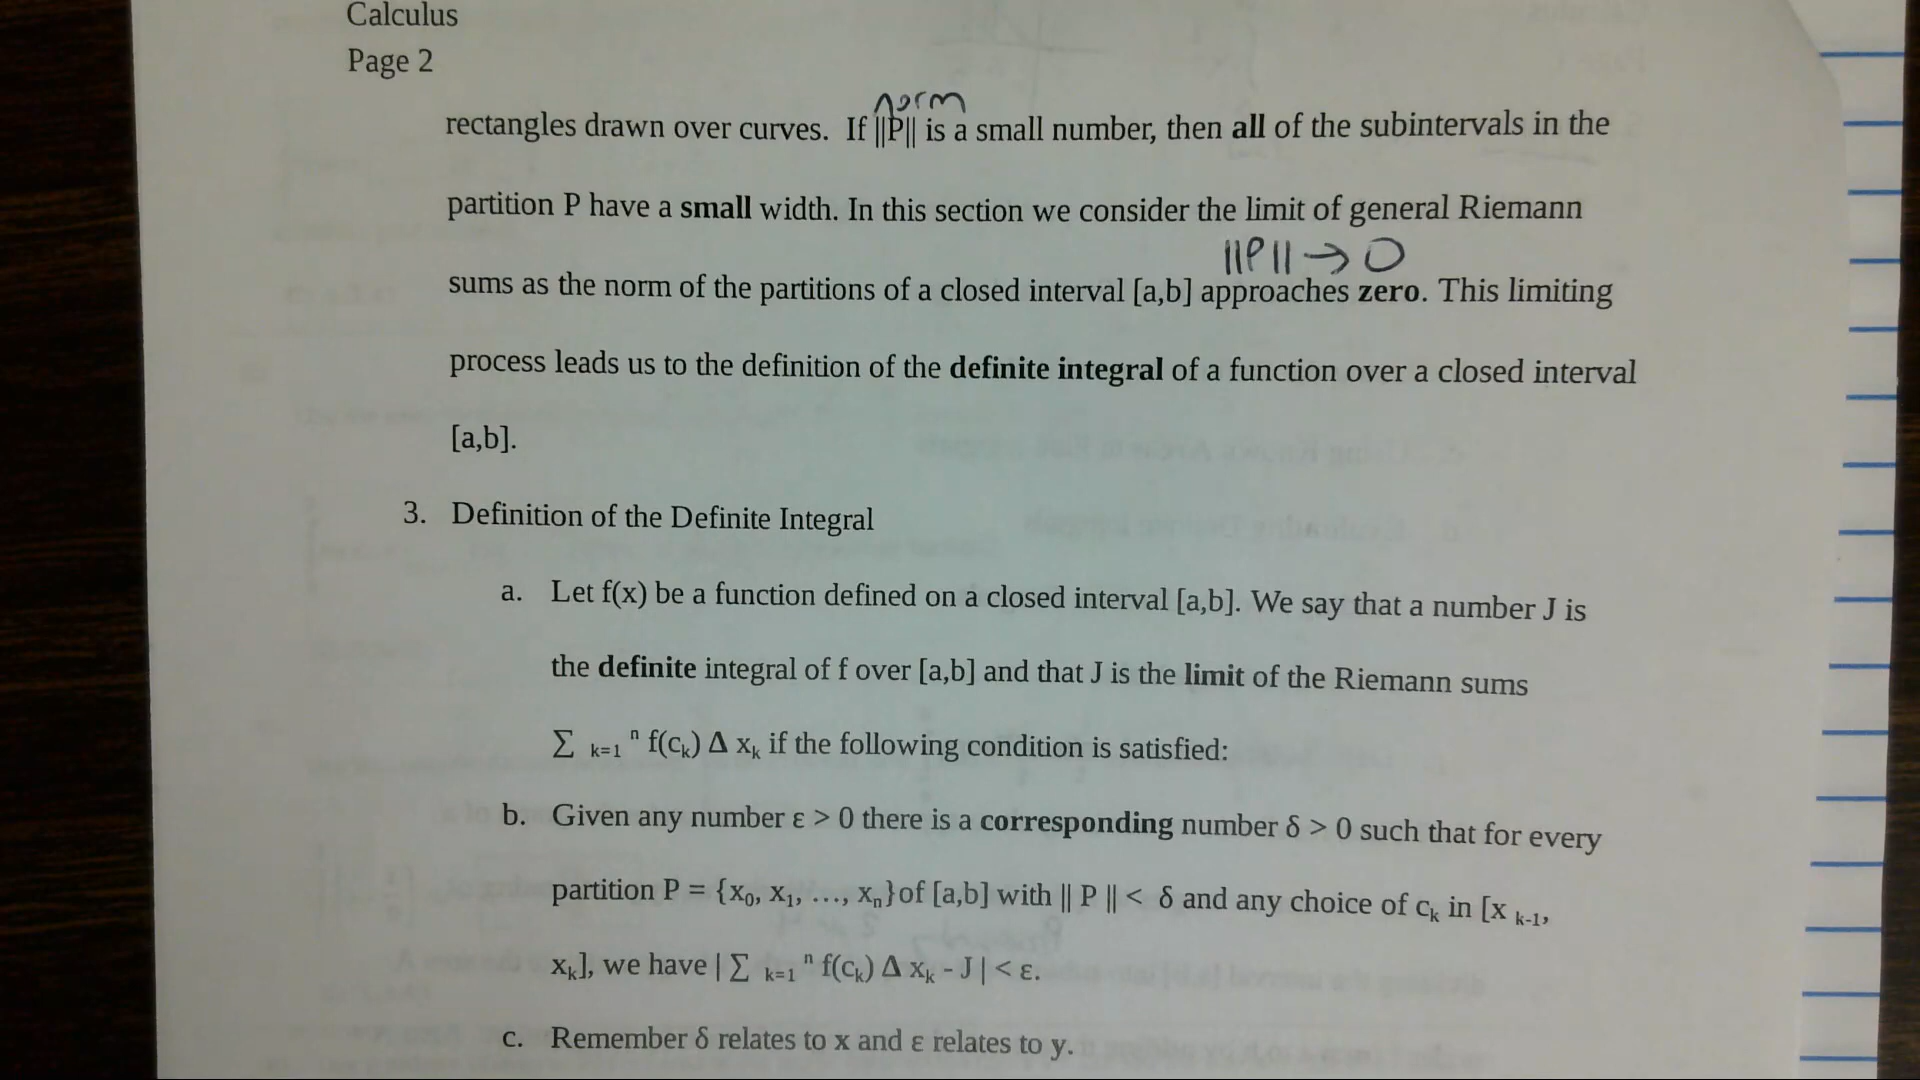 Calculus
Page 2
norm
rectangles drawn over curves. If ||P|| is a small number, then all of the subintervals in the
partition P have a small width. In this section we consider the limit of general Riemann
||P|| → 0
sums as the norm of the partitions of a closed interval [a,b] approaches zero. This limiting
process leads us to the definition of the definite integral of a function over a closed interval
[a,b].
3. Definition of the Definite Integral
a. Let f(x) be a function defined on a closed interval [a,b]. We say that a number J is
the definite integral of f over [a,b] and that J is the limit of the Riemann sums
∑ ₖ₌₁ ⁿ f(cₖ) Δ xₖ if the following condition is satisfied:
b. Given any number ε > 0 there is a corresponding number δ > 0 such that for every
partition P = {x₀, x₁, …, xₙ}of [a,b] with || P || < δ and any choice of cₖ in [x ₖ₋₁,
xₖ], we have | ∑ ₖ₌₁ ⁿ f(cₖ) Δ xₖ - J | < ε.
c. Remember δ relates to x and ε relates to y.